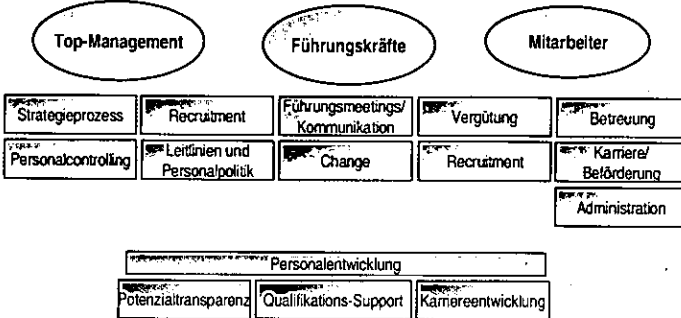 Top-Management
Führungskräfte
Mitarbeiter
Strategieprozess
Recruitment
Führungsmeetings/
Kommunikation
Vergütung
Betreuung
Personalcontrolling
Leitlinien und
Personalpolitik
Change
Recruitment
Karriere/
Beförderung
Administration
Personalentwicklung
Potenzialtransparenz
Qualifikations-Support
Karriereentwicklung